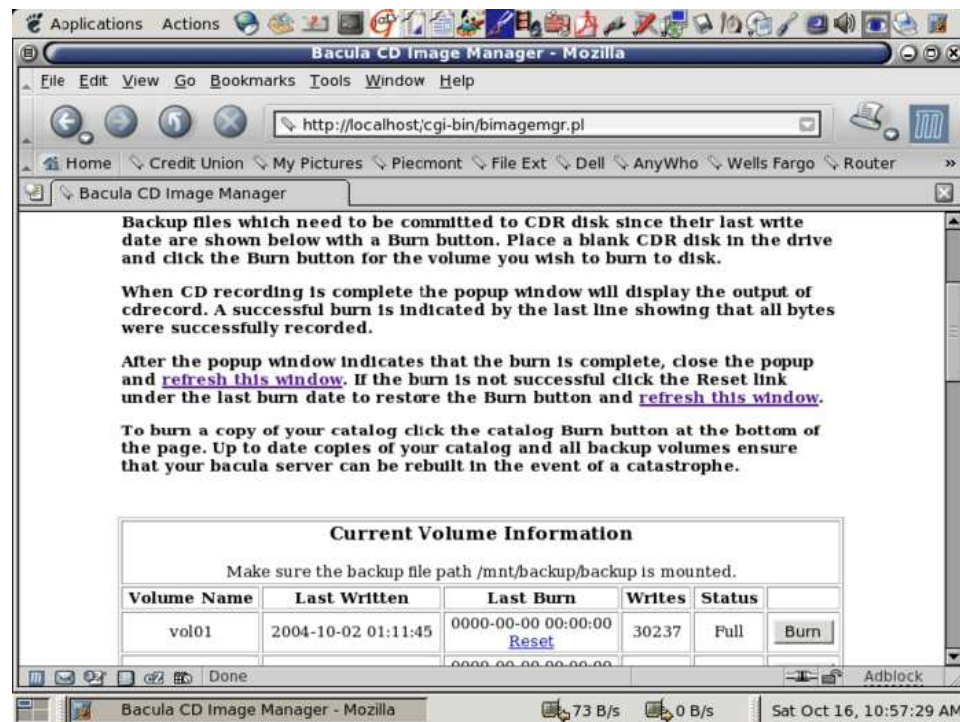 Applications Actions
Bacula CD Image Manager - Mozilla
File Edit View Go Bookmarks Tools Window Help
http://localhost/cgi-bin/bimagemgr.pl
Home Credit Union My Pictures Piecmont File Ext Dell AnyWho Wells Fargo Router »
Bacula CD Image Manager
Backup files which need to be committed to CDR disk since their last write
date are shown below with a Burn button. Place a blank CDR disk in the drive
and click the Burn button for the volume you wish to burn to disk.
When CD recording is complete the popup window will display the output of
cdrecord. A successful burn is indicated by the last line showing that all bytes
were successfully recorded.
After the popup window indicates that the burn is complete, close the popup
and refresh this window. If the burn is not successful click the Reset link
under the last burn date to restore the Burn button and refresh this window.
To burn a copy of your catalog click the catalog Burn button at the bottom of
the page. Up to date copies of your catalog and all backup volumes ensure
that your bacula server can be rebuilt in the event of a catastrophe.
Current Volume Information
Make sure the backup file path /mnt/backup/backup is mounted.
Volume Name Last Written Last Burn Writes Status
vol01 2004-10-02 01:11:45 0000-00-00 00:00:00 30237 Full Burn
Reset
0000-00-00 00:00:00
Done Adblock
Bacula CD Image Manager - Mozilla 73 B/s 0 B/s Sat Oct 16, 10:57:29 AM